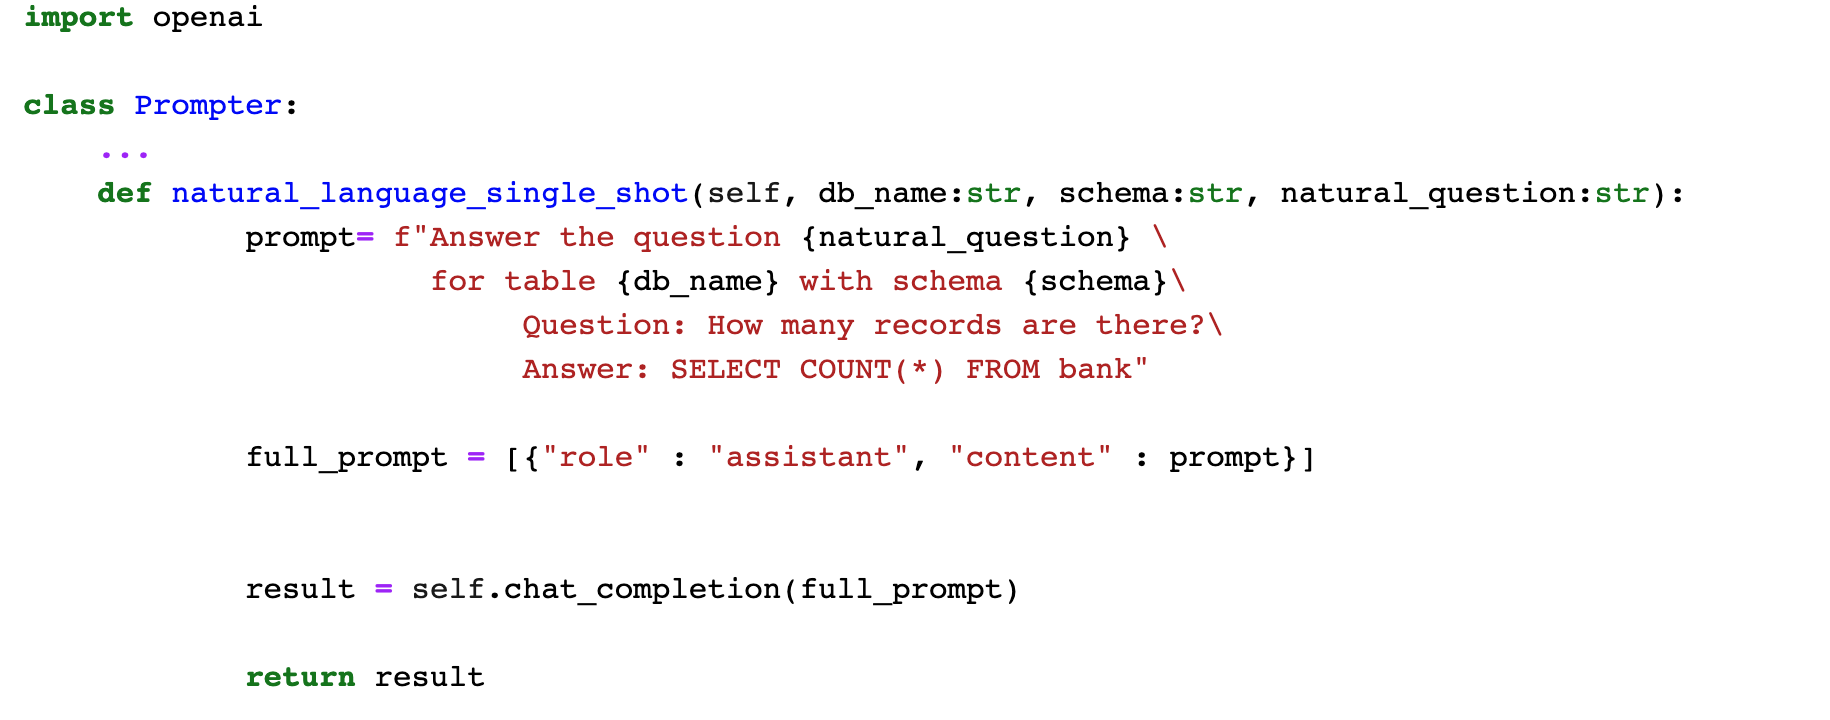 import openai
class Prompter:
...
def natural_language_single_shot(self, db_name:str, schema:str, natural_question:str):
prompt= f"Answer the question {natural_question} \
for table {db_name} with schema {schema}\
Question: How many records are there?\
Answer: SELECT COUNT(*) FROM bank"
full_prompt = [{"role" : "assistant", "content" : prompt}]
result = self.chat_completion(full_prompt)
return result